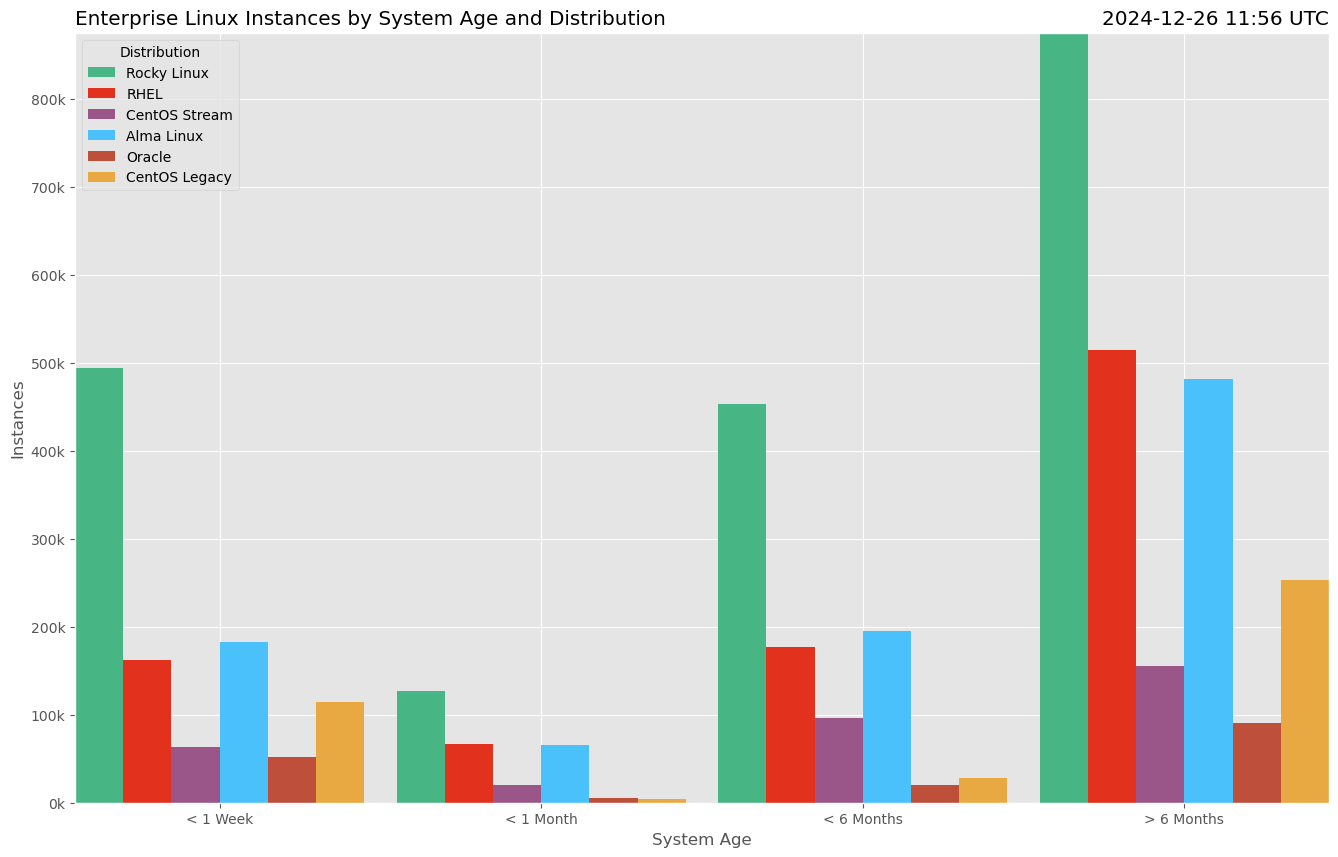 Enterprise Linux Instances by System Age and Distribution
2024-12-26 11:56 UTC
Distribution
Rocky Linux
RHEL
CentOS Stream
Alma Linux
Oracle
CentOS Legacy
800k
700k
600k
500k
400k
300k
200k
100k
0k
Instances
< 1 Week
< 1 Month
< 6 Months
> 6 Months
System Age